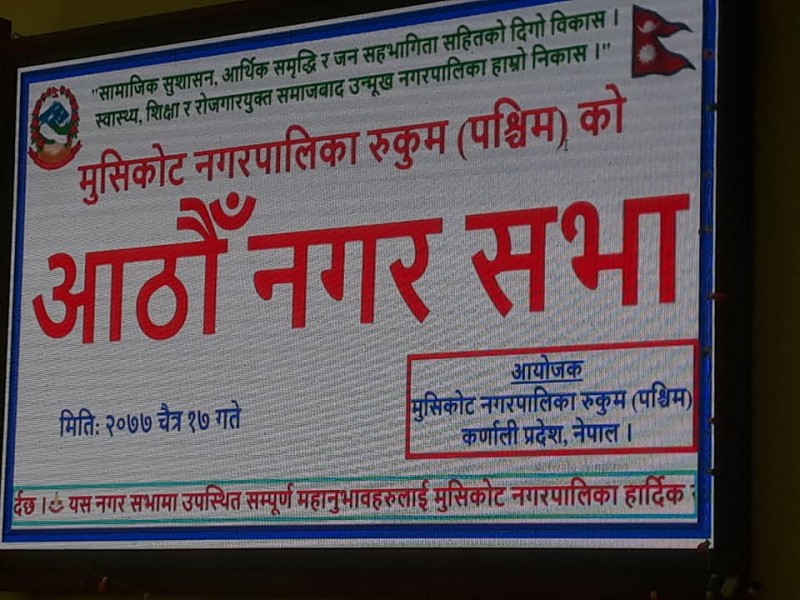 "सामाजिक सुशासन, आर्थिक समृद्धि र जन सहभागिता सहितको दिगो विकास ।
स्वास्थ्य, शिक्षा र रोजगारयुक्त समाजवाद उन्मूख नगरपालिका हाम्रो निकास ।"
मुसिकोट नगरपालिका रुकुम (पश्चिम) को
आठौँ नगर सभा
मिति: २०७७ चैत्र १७ गते
आयोजक
मुसिकोट नगरपालिका रुकुम (पश्चिम)
कर्णाली प्रदेश, नेपाल ।
र्दछ । यस नगर सभामा उपस्थित सम्पूर्ण महानुभावहरुलाई मुसिकोट नगरपालिका हार्दिक